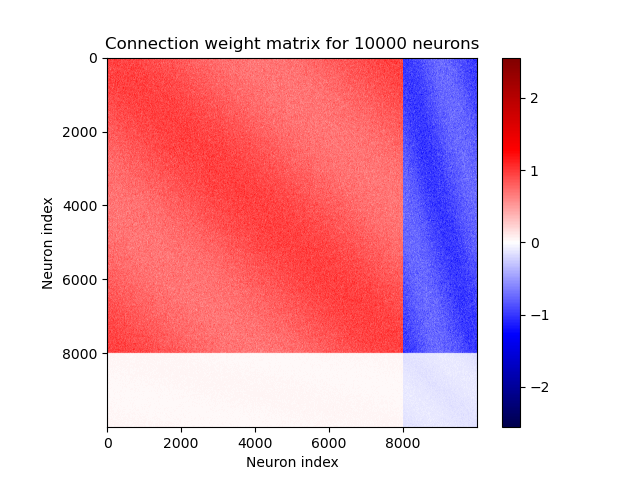 Connection weight matrix for 10000 neurons
0
2000
4000
6000
8000
Neuron index
0 2000 4000 6000 8000
Neuron index
2
1
0
−1
−2